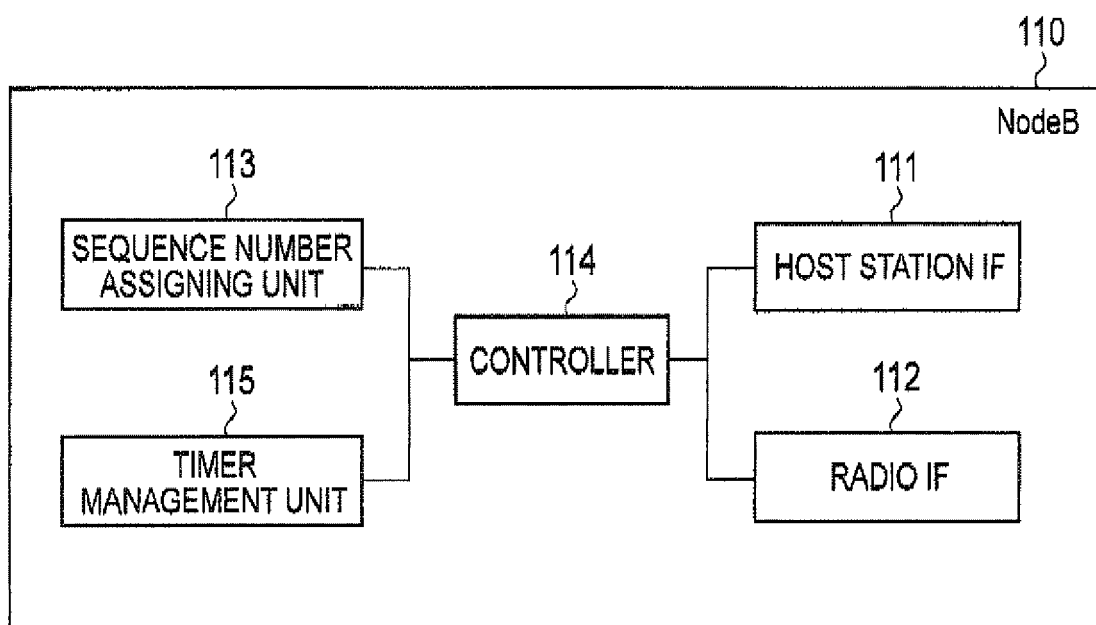 110
NodeB
113
SEQUENCE NUMBER
ASSIGNING UNIT
111
HOST STATION IF
114
CONTROLLER
115
TIMER
MANAGEMENT UNIT
112
RADIO IF